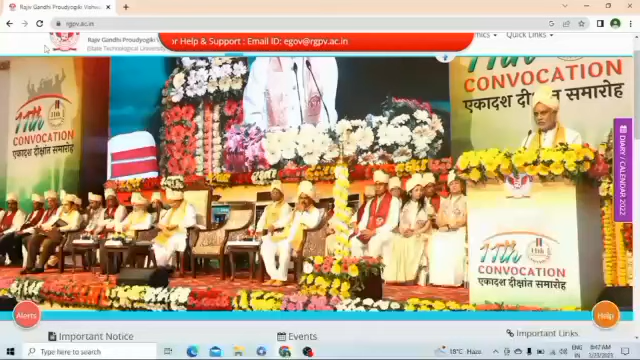 Rajiv Gandhi Proudyogiki Vishwa
rgpv.ac.in
Rajiv Gandhi Proudyogiki
(State Technological University
or Help & Support : Email ID: egov@rgpv.ac.in
Quick Links
11th
CONVOCATION
एकादश दीक्षांत समारोह
CONVOCATION
एकादश दीक्षांत समारोह
11th
CONVOCATION
एकादश दीक्षांत समारोह
DIARY / CALENDAR 2022
Alerts
Help
Important Notice
Events
Important Links
Type here to search
18°C Haze
ENG
IN
8:47 AM